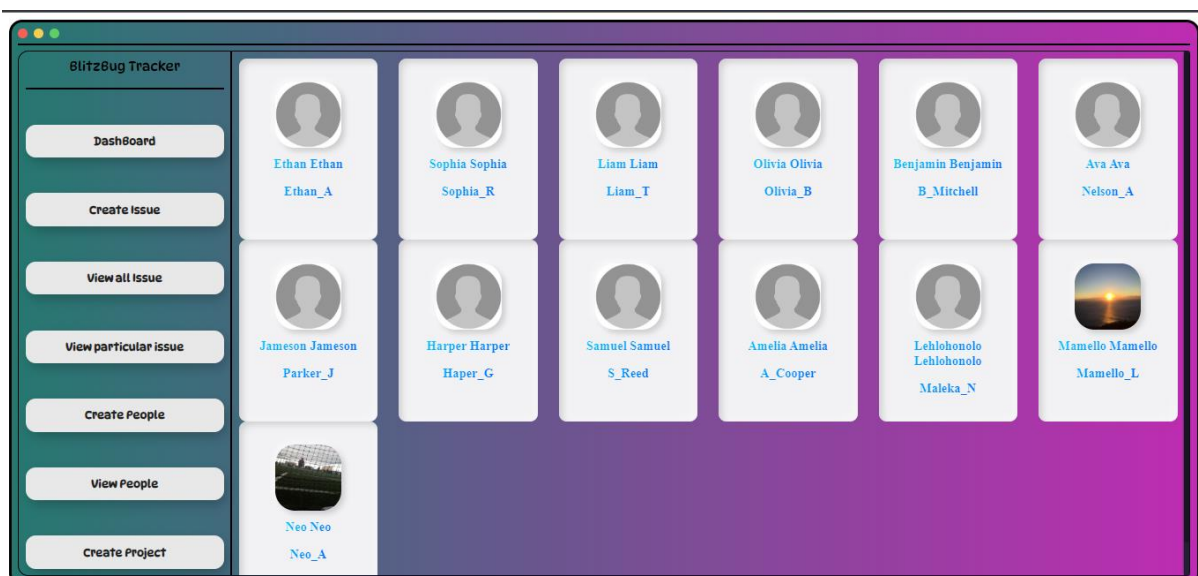 BlitzBug Tracker
DashBoard
Create Issue
View all Issue
View particular issue
Create People
View People
Create Project
Ethan Ethan
Ethan_A
Sophia Sophia
Sophia_R
Liam Liam
Liam_T
Olivia Olivia
Olivia_B
Benjamin Benjamin
B_Mitchell
Ava Ava
Nelson_A
Jameson Jameson
Parker_J
Harper Harper
Haper_G
Samuel Samuel
S_Reed
Amelia Amelia
A_Cooper
Lehlohonolo
Lehlohonolo
Maleka_N
Mamello Mamello
Mamello_L
Neo Neo
Neo_A